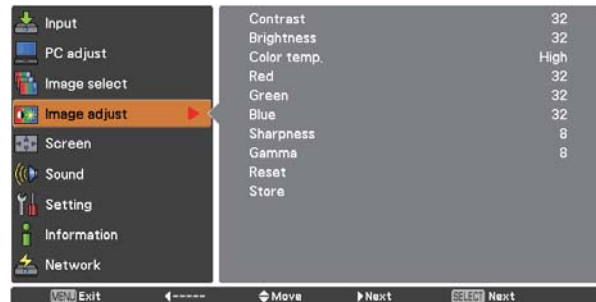 Input
PC adjust
Image select
Image adjust
Screen
Sound
Setting
Information
Network
Contrast 32
Brightness 32
Color temp. High
Red 32
Green 32
Blue 32
Sharpness 8
Gamma 8
Reset
Store
MENU Exit ◀----- Move ▶Next SELECT Next